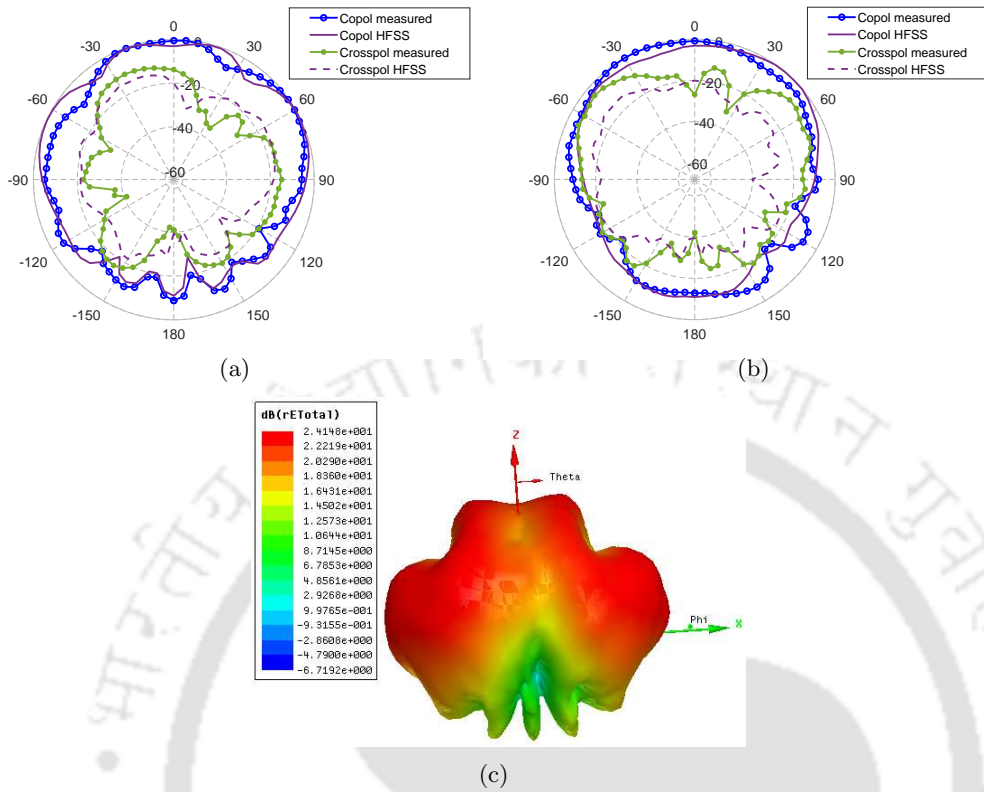 Copol measured
Copol HFSS
Crosspol measured
Crosspol HFSS
0
30
60
90
120
150
180
-150
-120
-90
-60
-30
0
-20
-40
-60
(a)
Copol measured
Copol HFSS
Crosspol measured
Crosspol HFSS
0
30
60
90
120
150
180
-150
-120
-90
-60
-30
0
-20
-40
-60
(b)
dB(rETotal)
2.4148e+001
2.2219e+001
2.0290e+001
1.8360e+001
1.6431e+001
1.4502e+001
1.2573e+001
1.0644e+001
8.7145e+000
6.7853e+000
4.8561e+000
2.9268e+000
9.9765e-001
-9.3155e-001
-2.8608e+000
-4.7900e+000
-6.7192e+000
Z
Theta
Phi
X
(c)